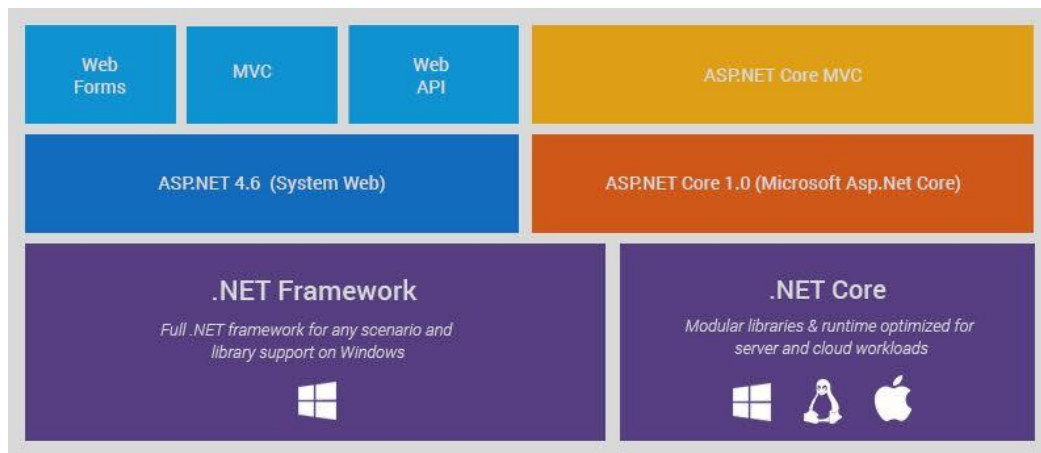 Web
Forms
MVC
Web
API
ASP.NET Core MVC
ASP.NET 4.6 (System Web)
ASP.NET Core 1.0 (Microsoft Asp.Net Core)
.NET Framework
Full .NET framework for any scenario and
library support on Windows
.NET Core
Modular libraries & runtime optimized for
server and cloud workloads